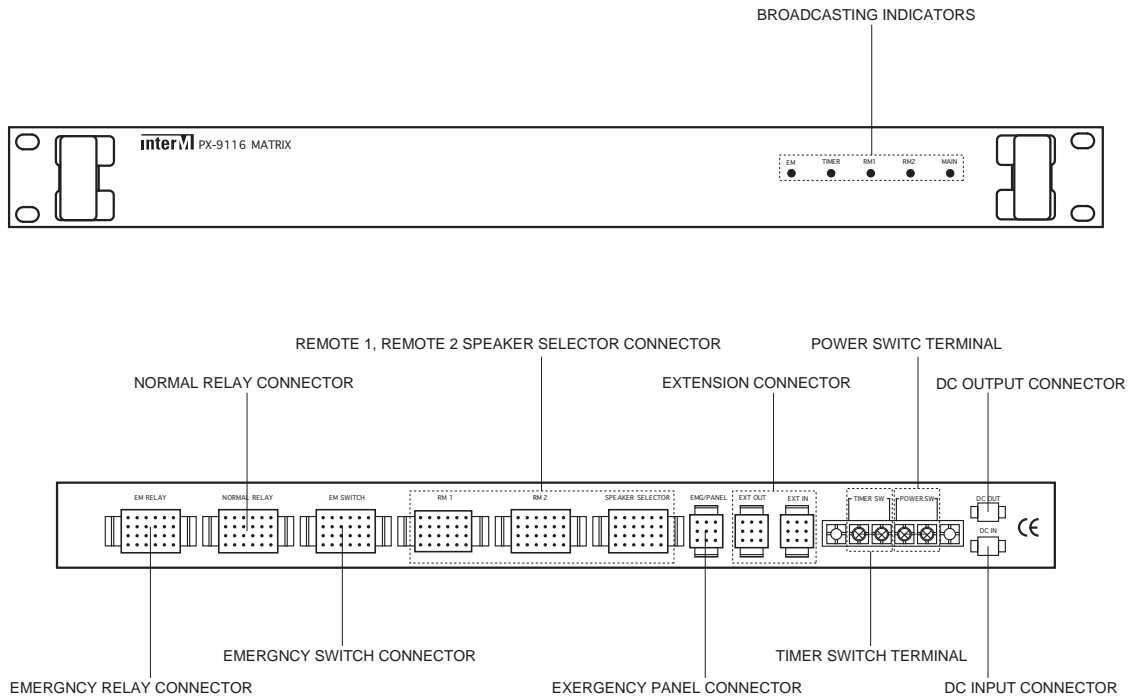 BROADCASTING INDICATORS
interM PX-9116 MATRIX
EM TIMER RM1 RM2 MAIN
REMOTE 1, REMOTE 2 SPEAKER SELECTOR CONNECTOR
POWER SWITC TERMINAL
NORMAL RELAY CONNECTOR
EXTENSION CONNECTOR
DC OUTPUT CONNECTOR
EM RELAY NORMAL RELAY EM SWITCH RM 1 RM 2 SPEAKER SELECTOR EMG/PANEL EXT OUT EXT IN TIMER SW POWER SW DC OUT
DC IN
CE
EMERGNCY SWITCH CONNECTOR
TIMER SWITCH TERMINAL
EMERGNCY RELAY CONNECTOR
EXERGENCY PANEL CONNECTOR
DC INPUT CONNECTOR